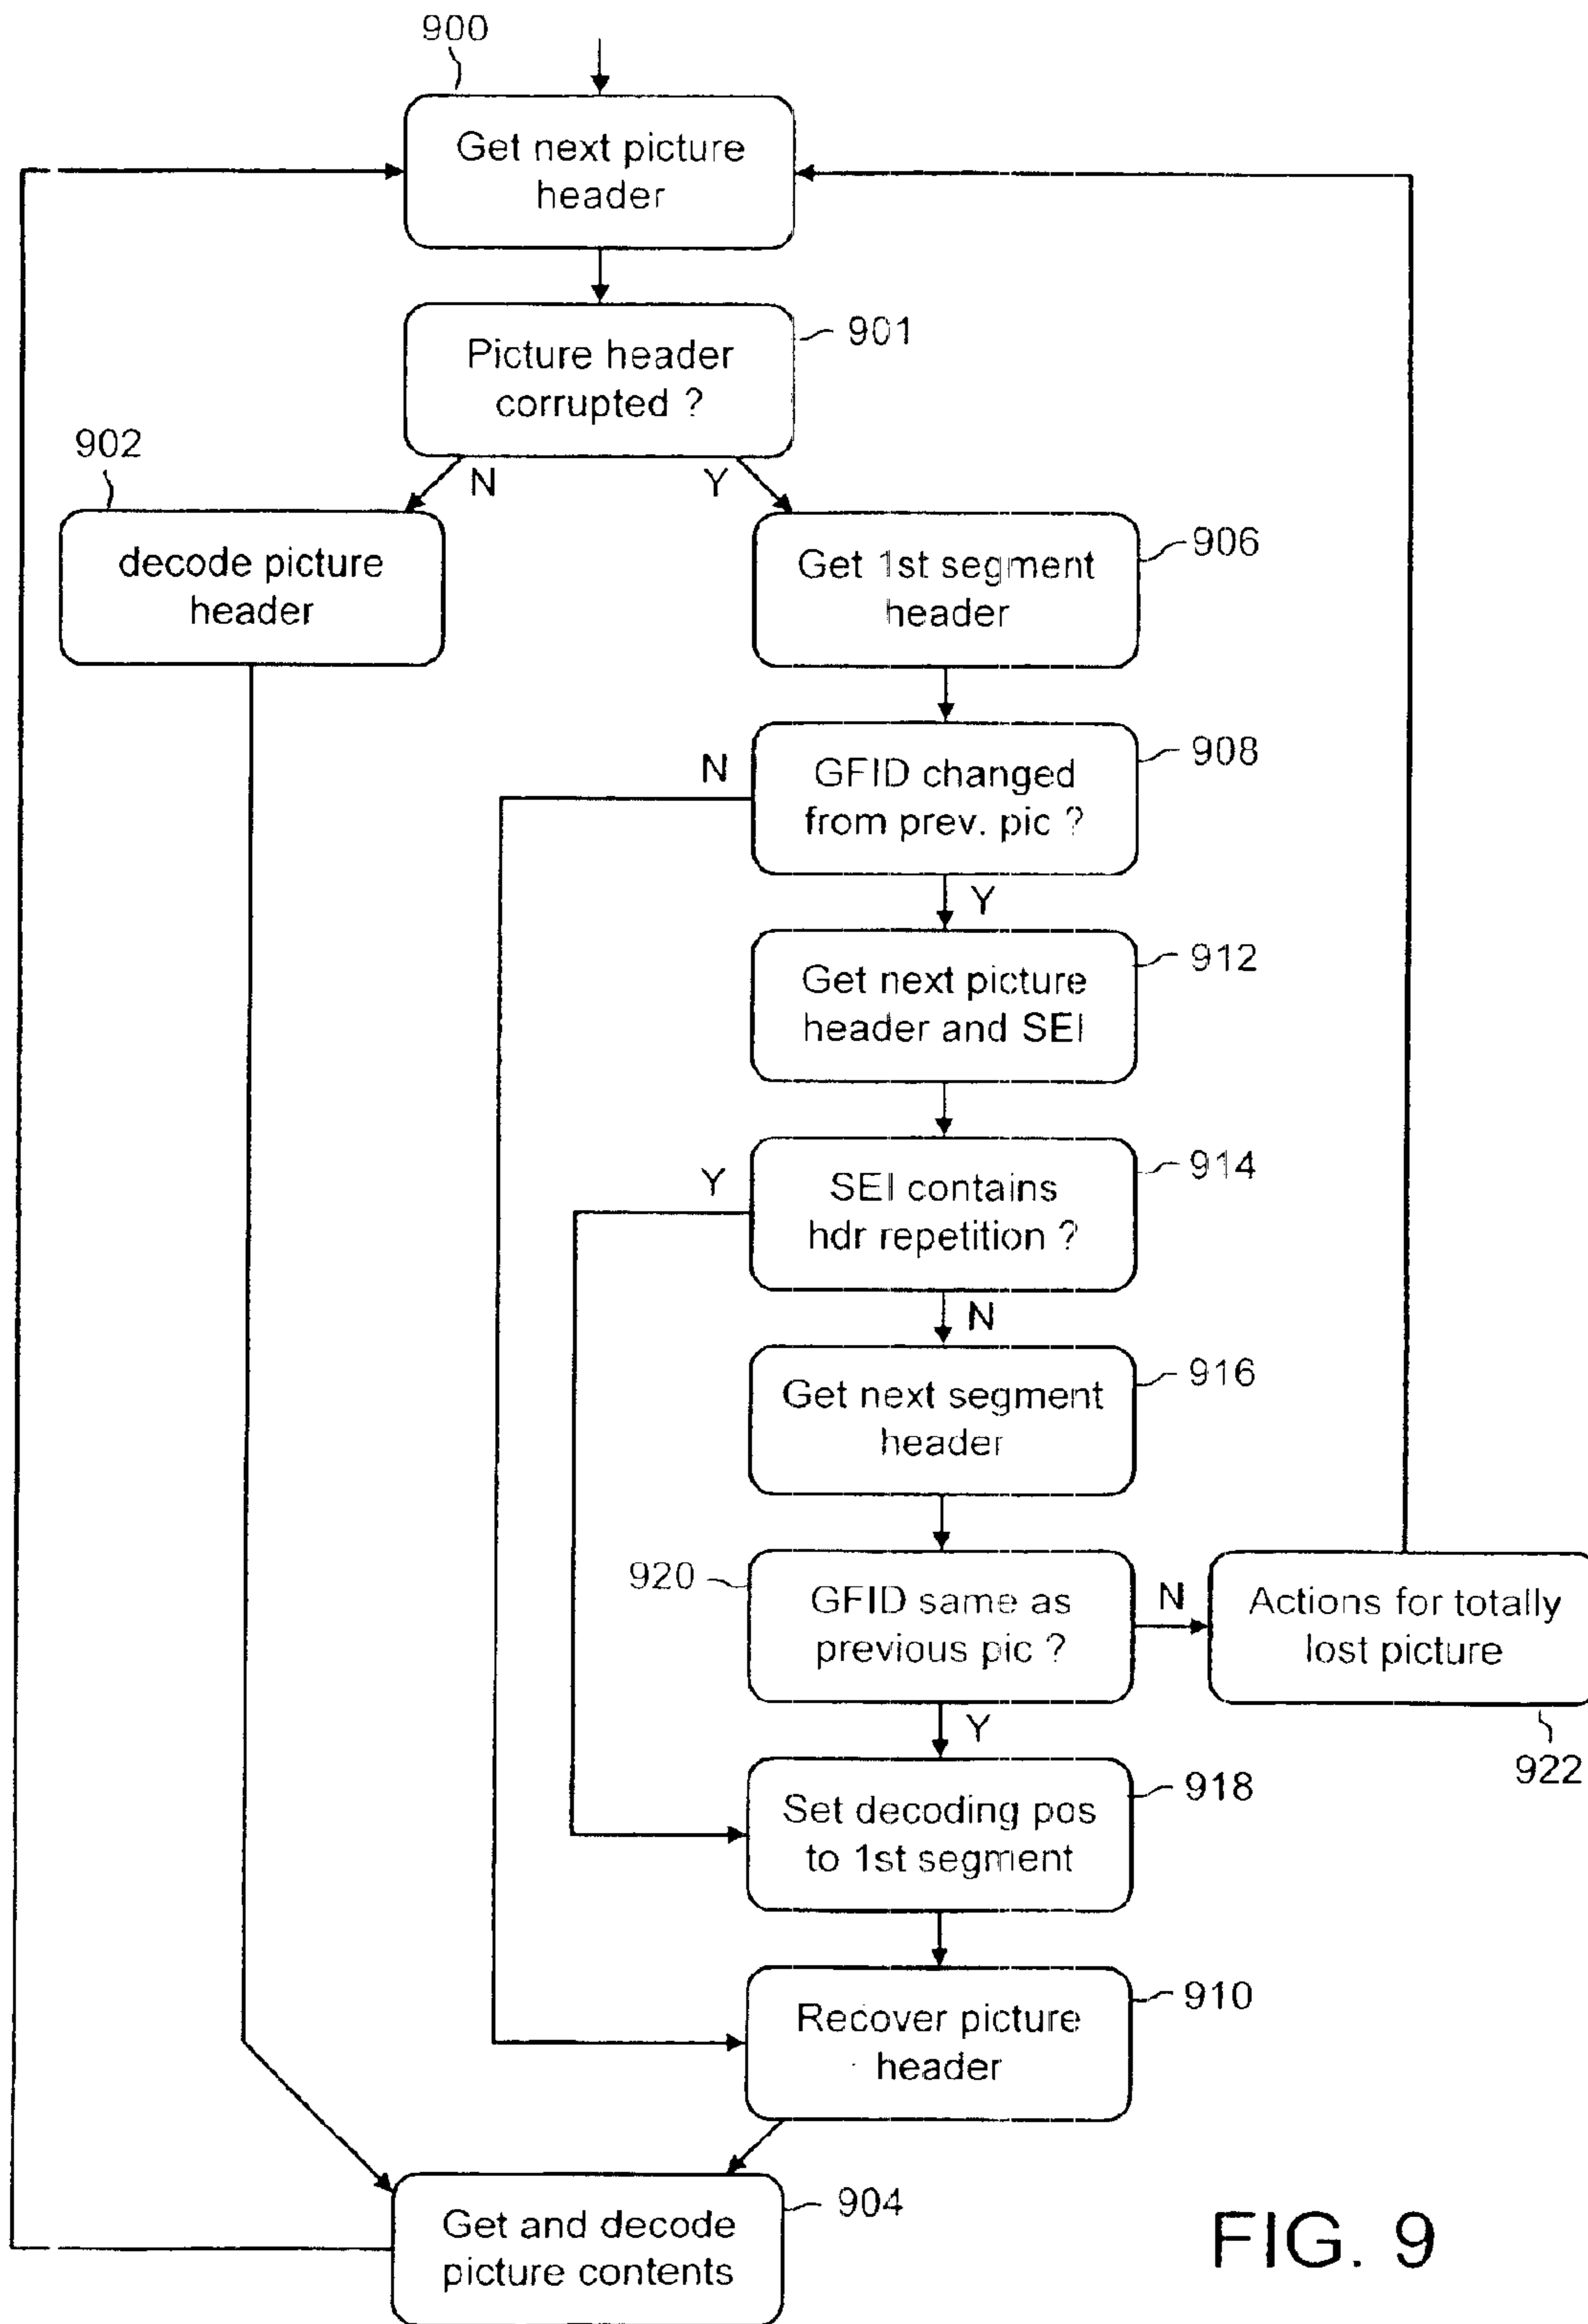 900
Get next picture
header
Picture header
corrupted ?
901
902
N
Y
decode picture
header
Get 1st segment
header
906
N
GFID changed
from prev. pic ?
908
Y
Get next picture
header and SEI
912
Y
SEI contains
hdr repetition ?
914
N
Get next segment
header
916
920
GFID same as
previous pic ?
N
Actions for totally
lost picture
922
Y
Set decoding pos
to 1st segment
918
Recover picture
header
910
Get and decode
picture contents
904
FIG. 9